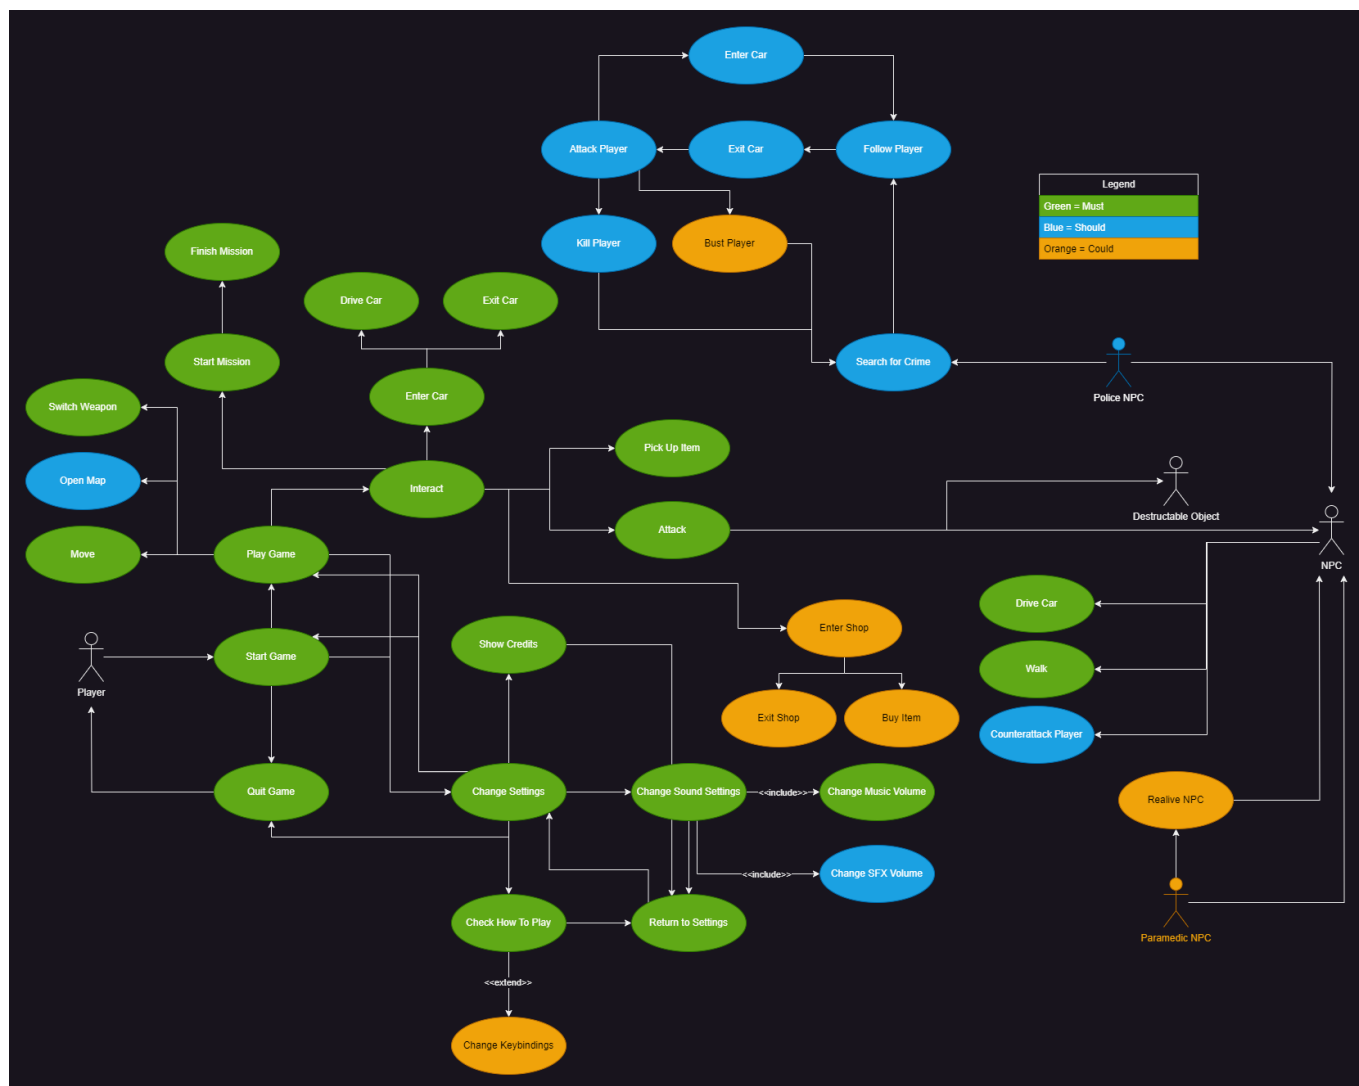 Enter Car
Attack Player
Exit Car
Follow Player
Legend
Green = Must
Blue = Should
Orange = Could
Kill Player
Bust Player
Finish Mission
Drive Car
Exit Car
Start Mission
Search for Crime
Enter Car
Police NPC
Switch Weapon
Pick Up Item
Open Map
Interact
Destructable Object
Attack
Move
Play Game
NPC
Drive Car
Enter Shop
Show Credits
Start Game
Walk
Player
Exit Shop
Buy Item
Counterattack Player
Quit Game
Change Settings
Change Sound Settings
<<include>>
Change Music Volume
Realive NPC
<<include>>
Change SFX Volume
Check How To Play
Return to Settings
Paramedic NPC
<<extend>>
Change Keybindings